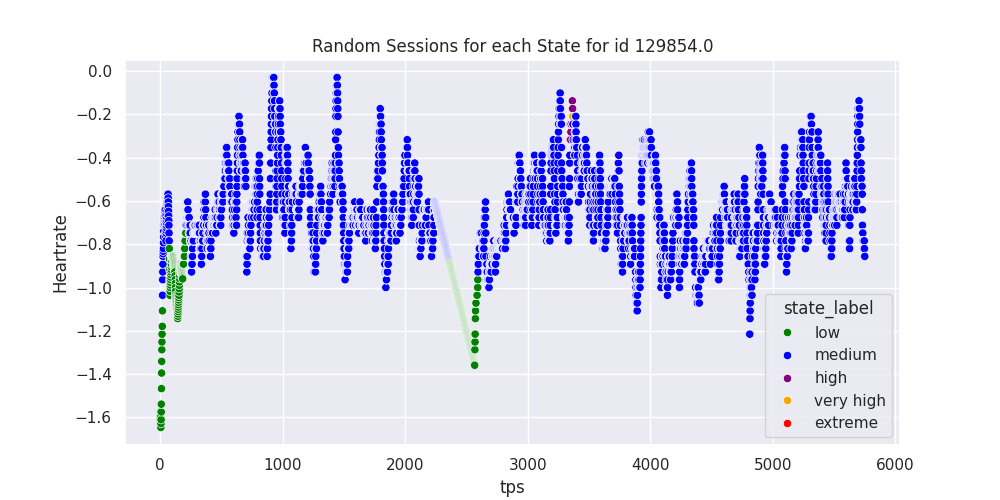 Random Sessions for each State for id 129854.0
Heartrate
0.0
−0.2
−0.4
−0.6
−0.8
−1.0
−1.2
−1.4
−1.6
state_label
low
medium
high
very high
extreme
0 1000 2000 3000 4000 5000 6000
tps